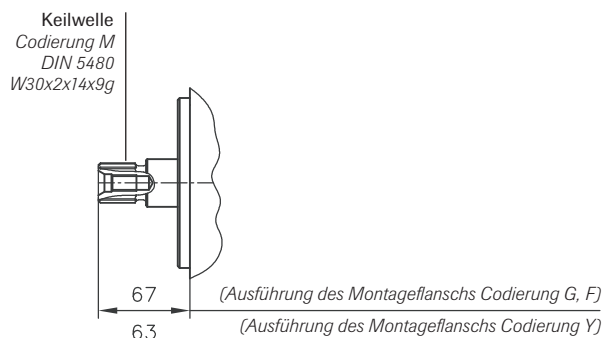 Keilwelle
Codierung M
DIN 5480
W30x2x14x9g
67
(Ausführung des Montageflanschs Codierung G, F)
63
(Ausführung des Montageflanschs Codierung Y)